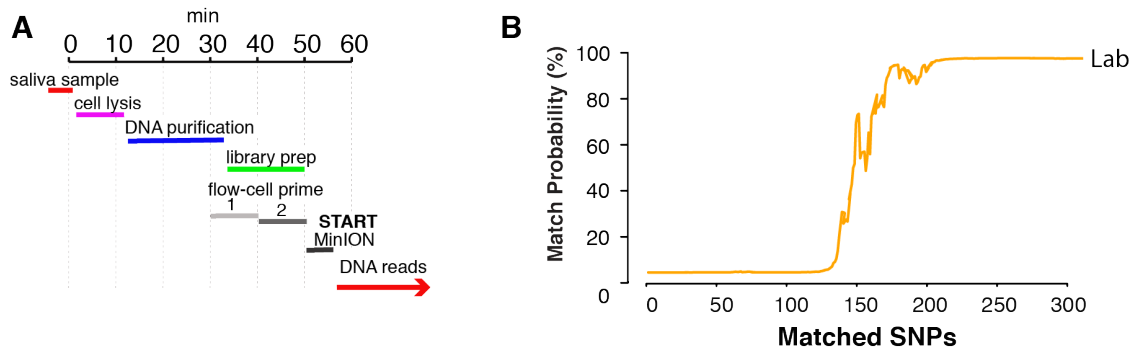 A
min
0 10 20 30 40 50 60
saliva sample
cell lysis
DNA purification
library prep
flow-cell prime
1 2
START
MinION
DNA reads
B
Match Probability (%)
100
80
60
40
20
0
0 50 100 150 200 250 300
Matched SNPs
Lab